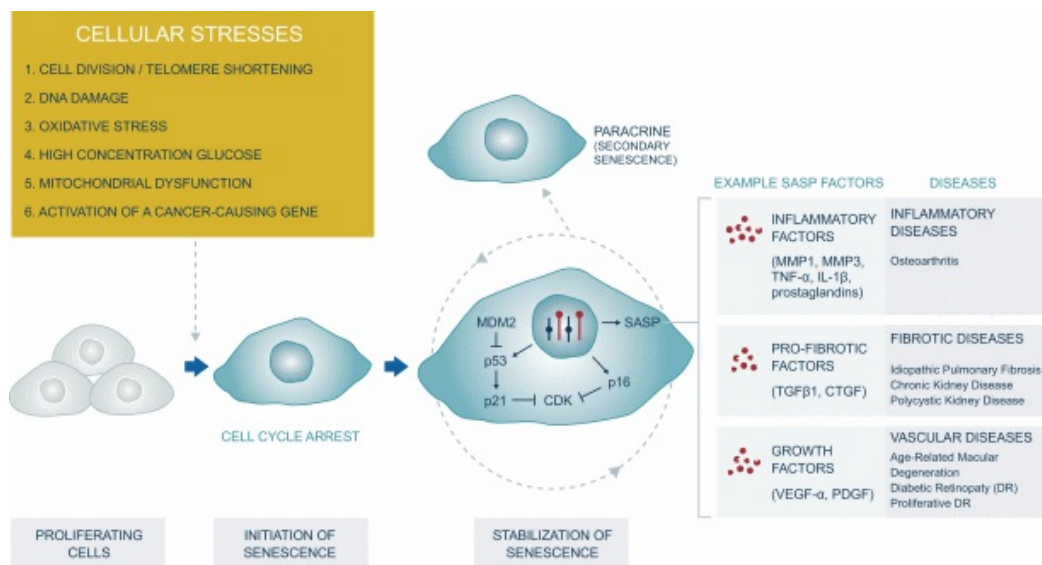 CELLULAR STRESSES
1. CELL DIVISION / TELOMERE SHORTENING
2. DNA DAMAGE
3. OXIDATIVE STRESS
4. HIGH CONCENTRATION GLUCOSE
5. MITOCHONDRIAL DYSFUNCTION
6. ACTIVATION OF A CANCER-CAUSING GENE
PARACRINE
(SECONDARY
SENESCENCE)
CELL CYCLE ARREST
MDM2
SASP
p53
p16
p21
CDK
EXAMPLE SASP FACTORS
DISEASES
INFLAMMATORY
FACTORS
(MMP1, MMP3,
TNF-α, IL-1β,
prostaglandins)
INFLAMMATORY
DISEASES
Osteoarthritis
PRO-FIBROTIC
FACTORS
(TGFβ1, CTGF)
FIBROTIC DISEASES
Idiopathic Pulmonary Fibrosis
Chronic Kidney Disease
Polycystic Kidney Disease
GROWTH
FACTORS
(VEGF-α, PDGF)
VASCULAR DISEASES
Age-Related Macular
Degeneration
Diabetic Retinopaty (DR)
Proliferative DR
PROLIFERATING
CELLS
INITIATION OF
SENESCENCE
STABILIZATION OF
SENESCENCE